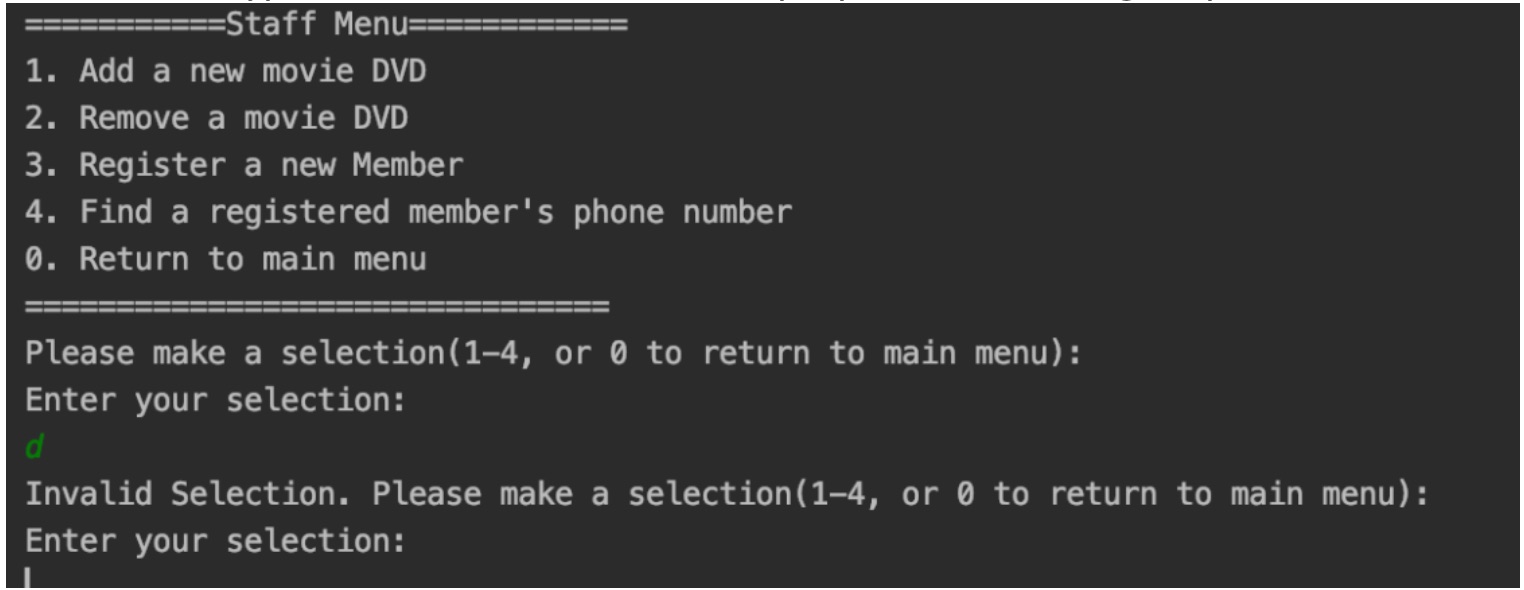 ===========Staff Menu============
1. Add a new movie DVD
2. Remove a movie DVD
3. Register a new Member
4. Find a registered member's phone number
0. Return to main menu
================================
Please make a selection(1-4, or 0 to return to main menu):
Enter your selection:
d
Invalid Selection. Please make a selection(1-4, or 0 to return to main menu):
Enter your selection: